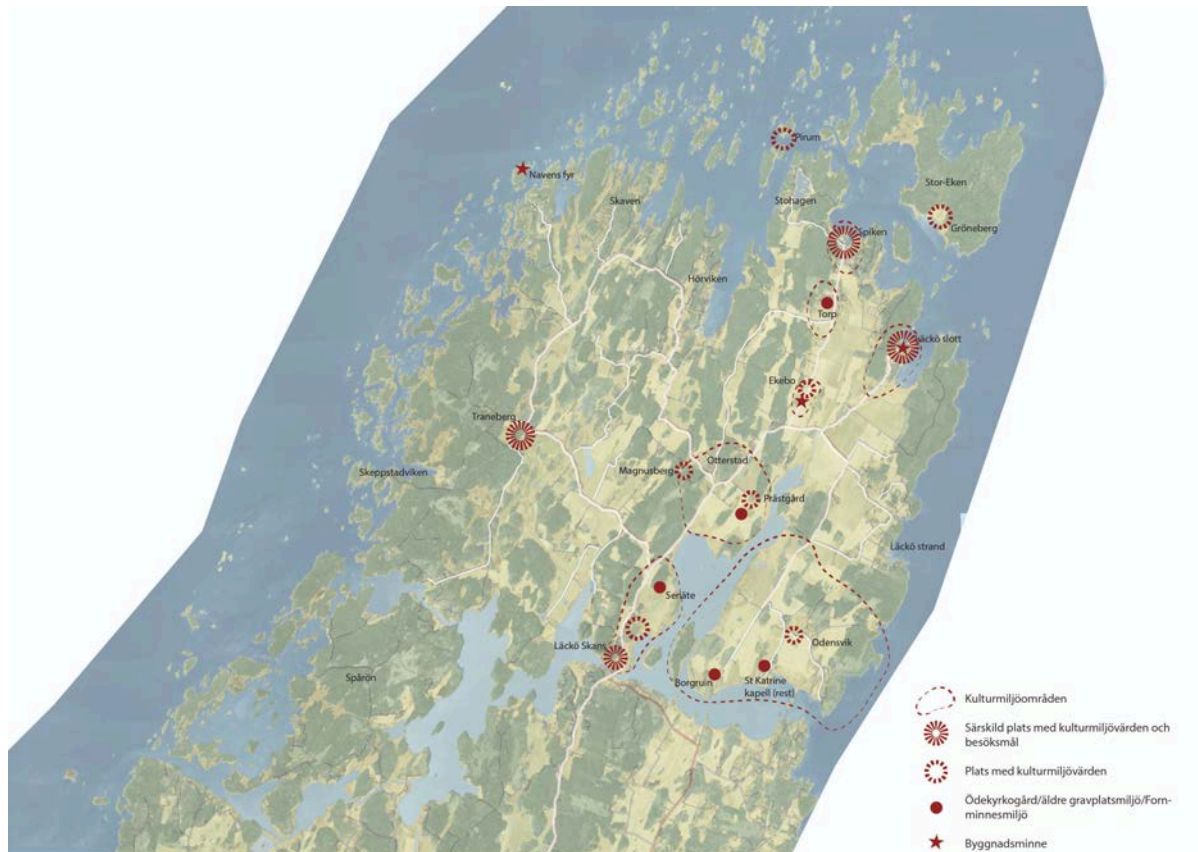 Pirum
Navens fyr
Stor-Eken
Skaven
Stohagen
Gröneberg
Spiken
Hörviken
Torp
Läckö slott
Ekebo
Traneberg
Otterstad
Magnusberg
Skeppstadviken
Prästgård
Läckö strand
Senäte
Odensvik
Läckö Skans
Spårön
Borgruin
St Katrine
kapell (rest)
Kulturmiljöområden
Särskild plats med kulturmiljövärden och
besöksmål
Plats med kulturmiljövärden
Ödekyrkogård/äldre gravplatsmiljö/Forn-
minnesmiljö
Byggnadsminne